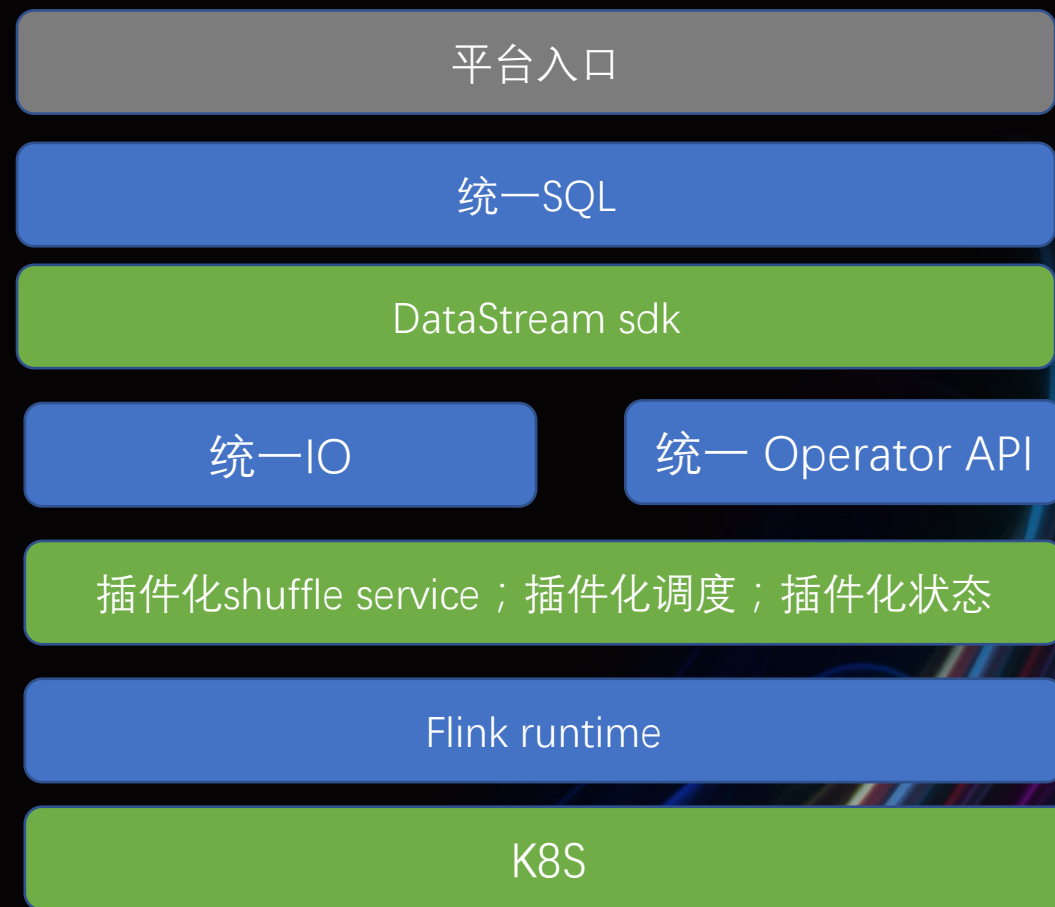 平台入口
统一SQL
DataStream sdk
统一IO
统一 Operator API
插件化shuffle service；插件化调度；插件化状态
Flink runtime
K8S